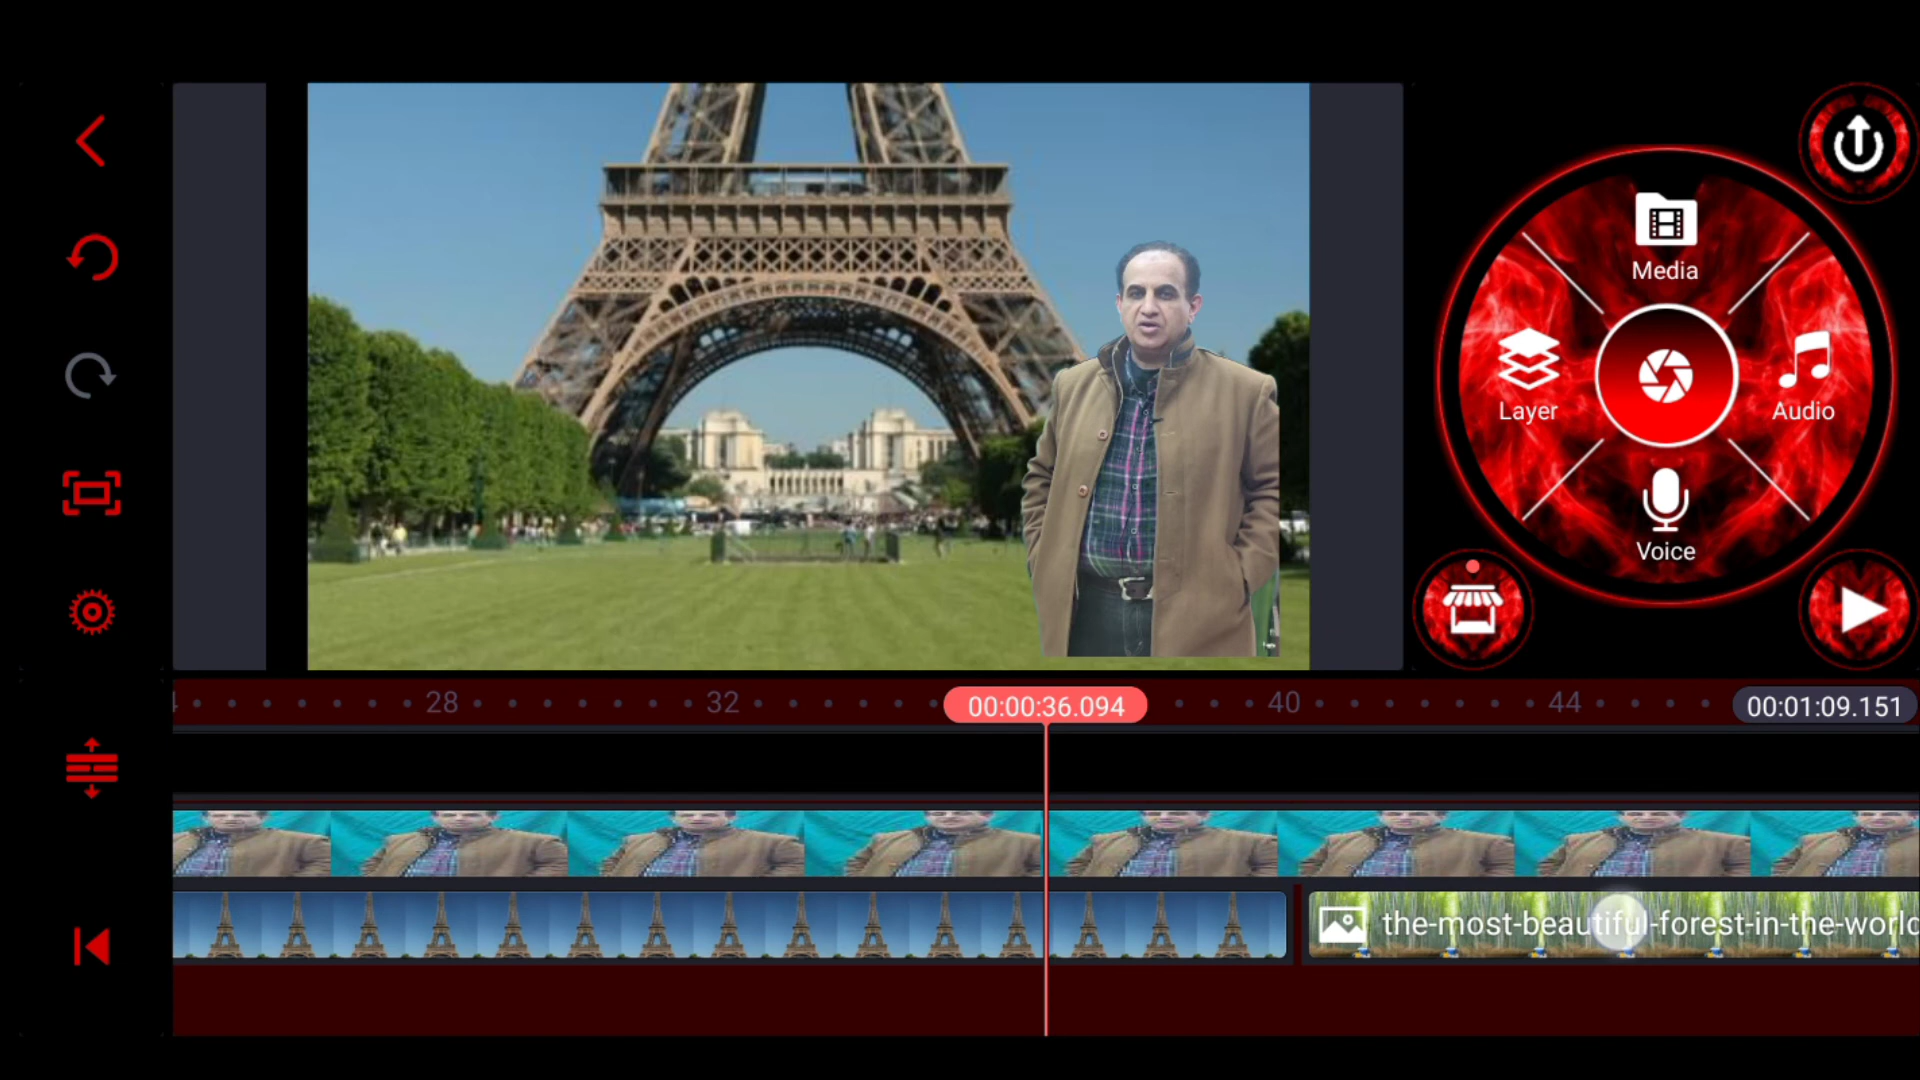 Media
Layer
Audio
Voice
28
32
00:00:36.094
40
44
00:01:09.151
the-most-beautiful-forest-in-the-world